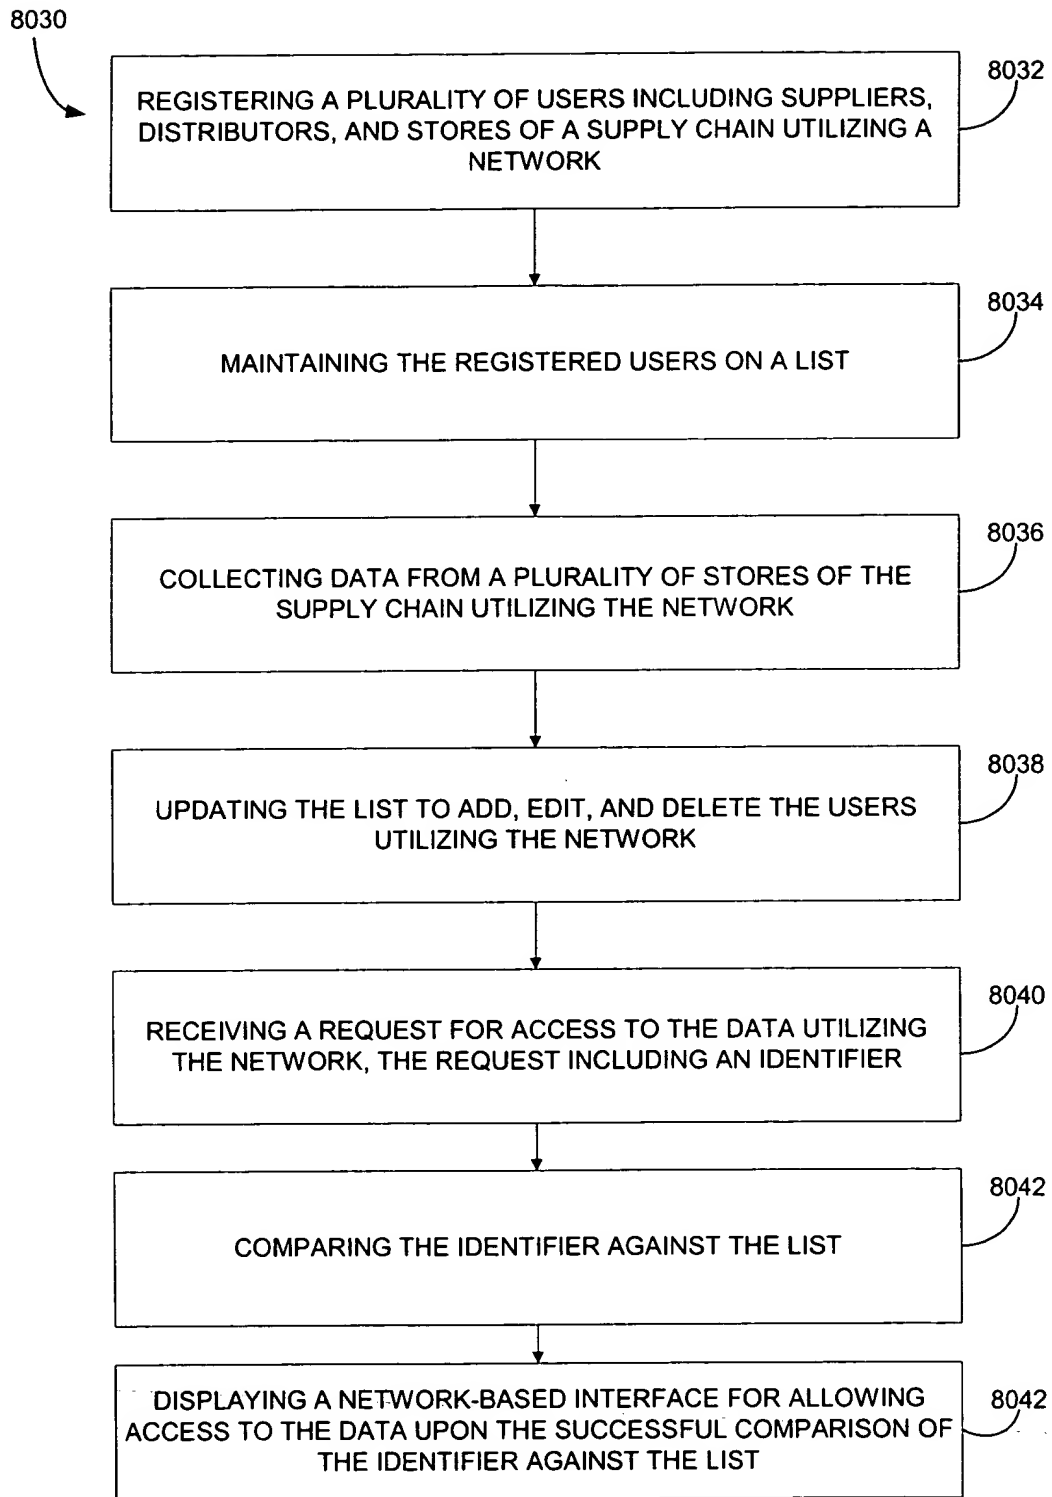 8030
8032
REGISTERING A PLURALITY OF USERS INCLUDING SUPPLIERS,
DISTRIBUTORS, AND STORES OF A SUPPLY CHAIN UTILIZING A
NETWORK
8034
MAINTAINING THE REGISTERED USERS ON A LIST
8036
COLLECTING DATA FROM A PLURALITY OF STORES OF THE
SUPPLY CHAIN UTILIZING THE NETWORK
8038
UPDATING THE LIST TO ADD, EDIT, AND DELETE THE USERS
UTILIZING THE NETWORK
8040
RECEIVING A REQUEST FOR ACCESS TO THE DATA UTILIZING
THE NETWORK, THE REQUEST INCLUDING AN IDENTIFIER
8042
COMPARING THE IDENTIFIER AGAINST THE LIST
8042
DISPLAYING A NETWORK-BASED INTERFACE FOR ALLOWING
ACCESS TO THE DATA UPON THE SUCCESSFUL COMPARISON OF
THE IDENTIFIER AGAINST THE LIST